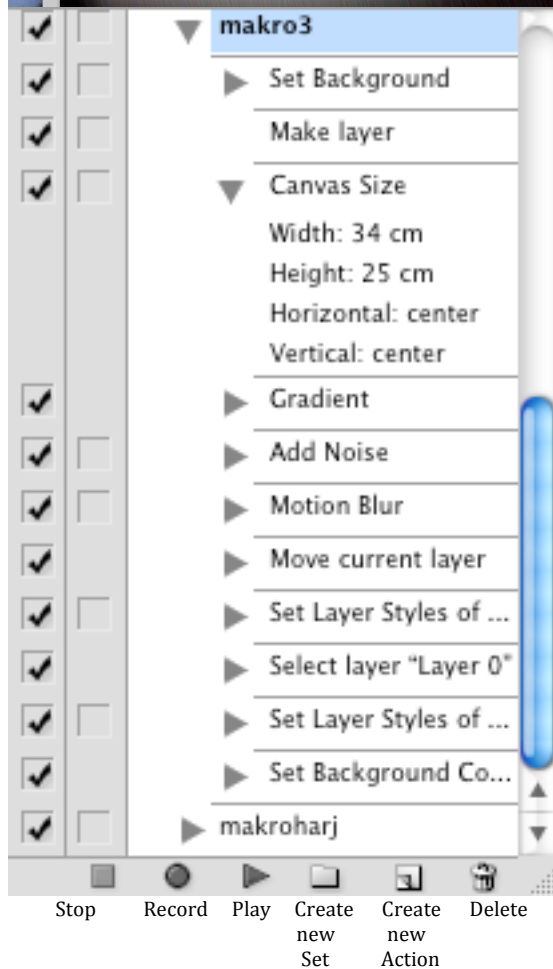 makro3
Set Background
Make layer
Canvas Size
Width: 34 cm
Height: 25 cm
Horizontal: center
Vertical: center
Gradient
Add Noise
Motion Blur
Move current layer
Set Layer Styles of ...
Select layer “Layer 0”
Set Layer Styles of ...
Set Background Co...
makroharj
Stop Record Play Create new Set Create new Action Delete